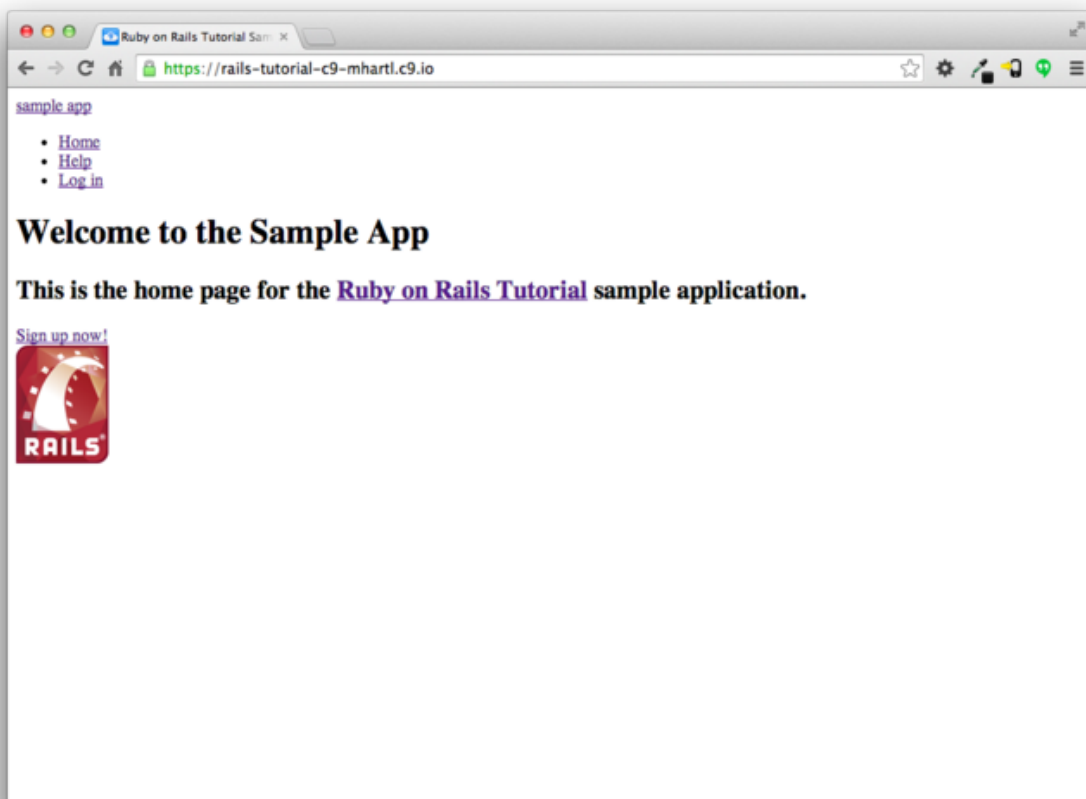 Ruby on Rails Tutorial Sam
https://rails-tutorial-c9-mhartl.c9.io
sample app
Home
Help
Log in
Welcome to the Sample App
This is the home page for the Ruby on Rails Tutorial sample application.
Sign up now!
RAILS